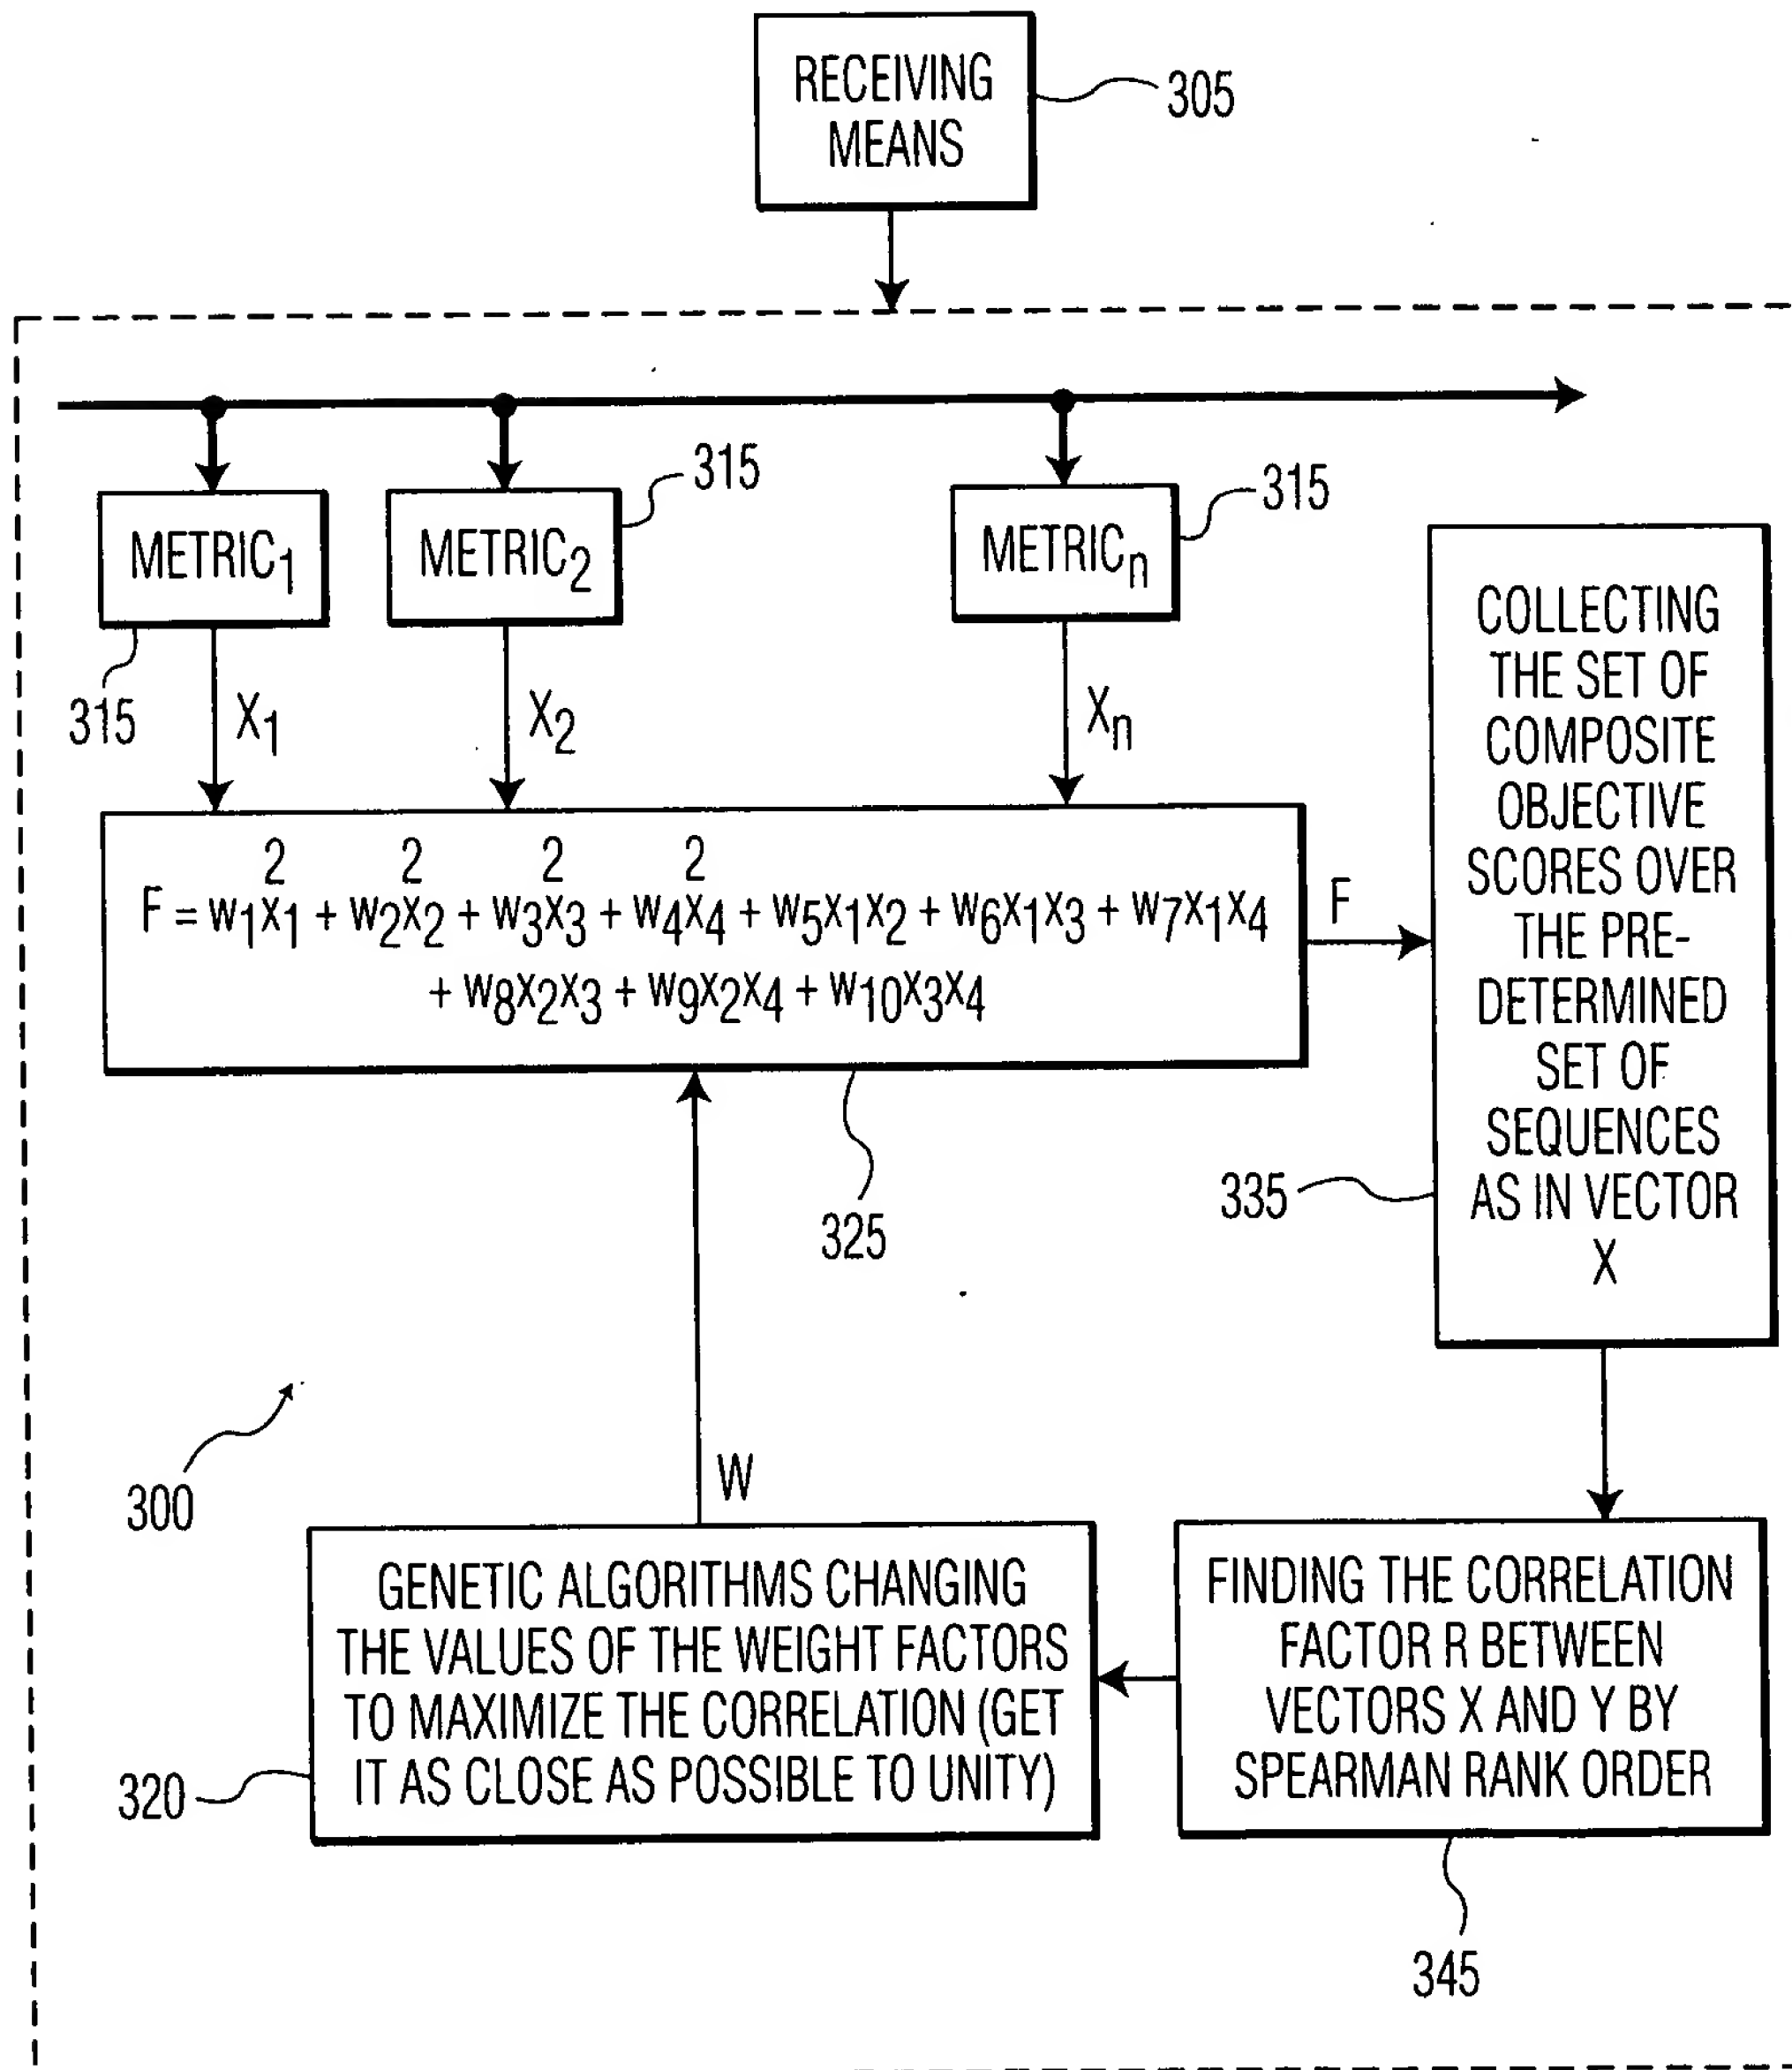 RECEIVING
MEANS
305
METRIC1
315
METRIC2
315
METRICn
315
X1
X2
Xn
F = w1x1² + w2x2² + w3x3² + w4x4² + w5x1x2 + w6x1x3 + w7x1x4
+ w8x2x3 + w9x2x4 + w10x3x4
325
F
COLLECTING
THE SET OF
COMPOSITE
OBJECTIVE
SCORES OVER
THE PRE-
DETERMINED
SET OF
SEQUENCES
AS IN VECTOR
X
335
300
W
GENETIC ALGORITHMS CHANGING
THE VALUES OF THE WEIGHT FACTORS
TO MAXIMIZE THE CORRELATION (GET
IT AS CLOSE AS POSSIBLE TO UNITY)
320
FINDING THE CORRELATION
FACTOR R BETWEEN
VECTORS X AND Y BY
SPEARMAN RANK ORDER
345